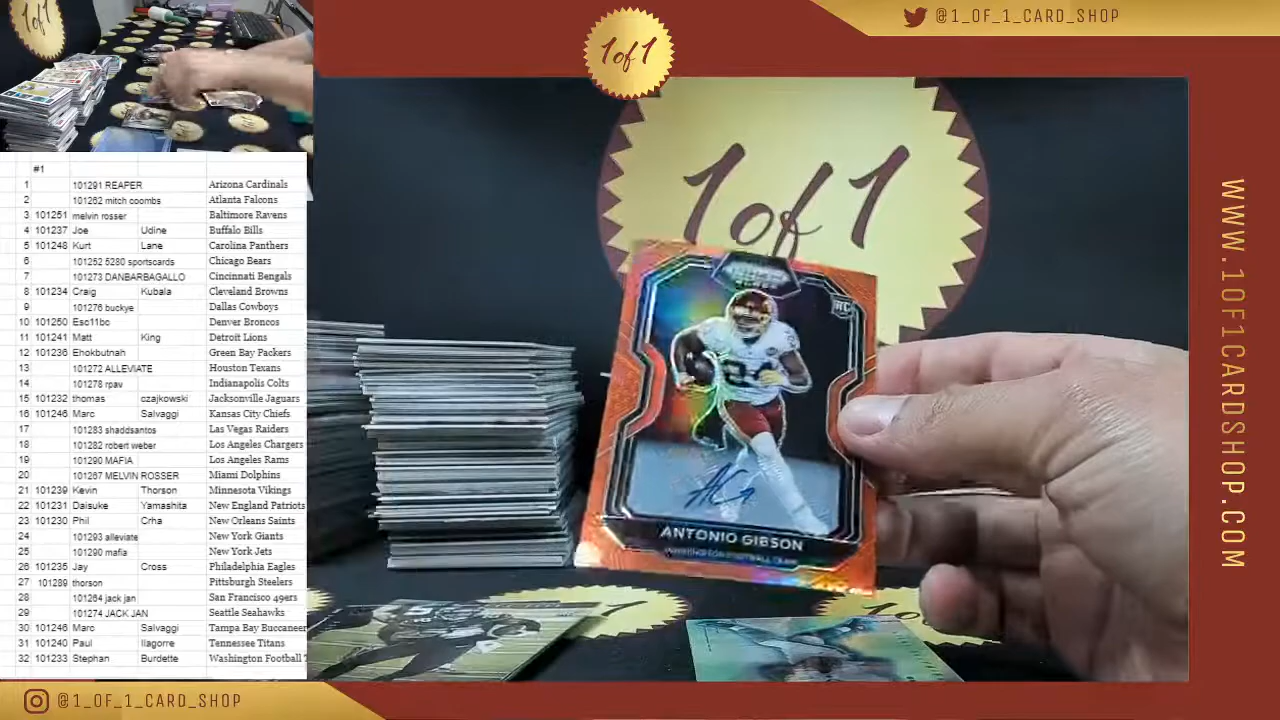 @1_OF_1_CARD_SHOP
1of1
1of1
1of1
#1
1 101291 REAPER Arizona Cardinals
2 101262 mitch coombs Atlanta Falcons
3 101251 melvin rosser Baltimore Ravens
4 101237 Joe Udine Buffalo Bills
5 101248 Kurt Lane Carolina Panthers
6 101252 5280 sportscards Chicago Bears
7 101273 DANBARBAGALLO Cincinnati Bengals
8 101234 Craig Kubala Cleveland Browns
9 101276 buckye Dallas Cowboys
10 101250 Esc11bc Denver Broncos
11 101241 Matt King Detroit Lions
12 101236 Ehokbutnah Green Bay Packers
13 101272 ALLEVIATE Houston Texans
14 101278 rpav Indianapolis Colts
15 101232 thomas czajkowski Jacksonville Jaguars
16 101246 Marc Salvaggi Kansas City Chiefs
17 101283 shaddsantos Las Vegas Raiders
18 101282 robert weber Los Angeles Chargers
19 101290 MAFIA Los Angeles Rams
20 101267 MELVIN ROSSER Miami Dolphins
21 101239 Kevin Thorson Minnesota Vikings
22 101231 Daisuke Yamashita New England Patriots
23 101230 Phil Crha New Orleans Saints
24 101293 alleviate New York Giants
25 101290 mafia New York Jets
26 101235 Jay Cross Philadelphia Eagles
27 101289 thorson Pittsburgh Steelers
28 101264 jack jan San Francisco 49ers
29 101274 JACK JAN Seattle Seahawks
30 101246 Marc Salvaggi Tampa Bay Buccaneer
31 101240 Paul liagorre Tennessee Titans
32 101233 Stephan Burdette Washington Football
RC
24
ANTONIO GIBSON
WASHINGTON FOOTBALL TEAM
WWW.1OF1CARDSHOP.COM
@1_OF_1_CARD_SHOP